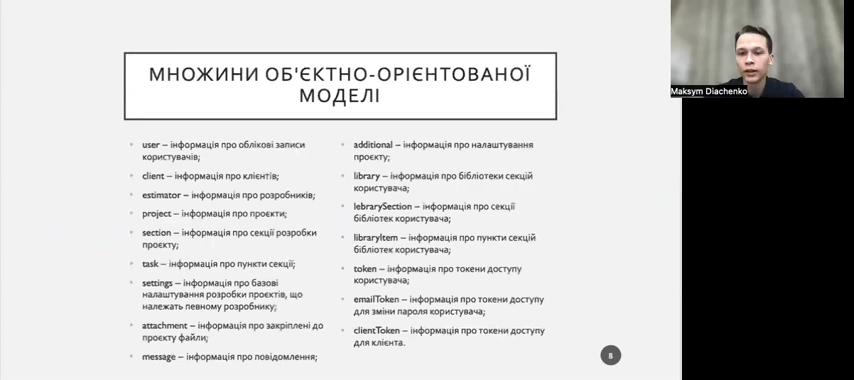 МНОЖИНИ ОБ'ЄКТНО-ОРІЄНТОВАНОЇ
МОДЕЛІ
user – інформація про облікові записи
користувачів;
client – інформація про клієнтів;
estimator – інформація про розробників;
project – інформація про проєкти;
section – інформація про секції розробки
проєкту;
task – інформація про пункти секції;
settings – інформація про базові
налаштування розробки проєктів, що
належать певному розробнику;
attachment – інформація про закріплені до
проєкту файли;
message – інформація про повідомлення;
additional – інформація про налаштування
проєкту;
library – інформація про бібліотеки секцій
користувача;
lebrarySection – інформація про секції
бібліотек користувача;
libraryItem – інформація про пункти секцій
бібліотек користувача;
token – інформація про токени доступу
користувача;
emailToken – інформація про токени доступу
для зміни пароля користувача;
clientToken – інформація про токени доступу
для клієнта.
8
Maksym Diachenko